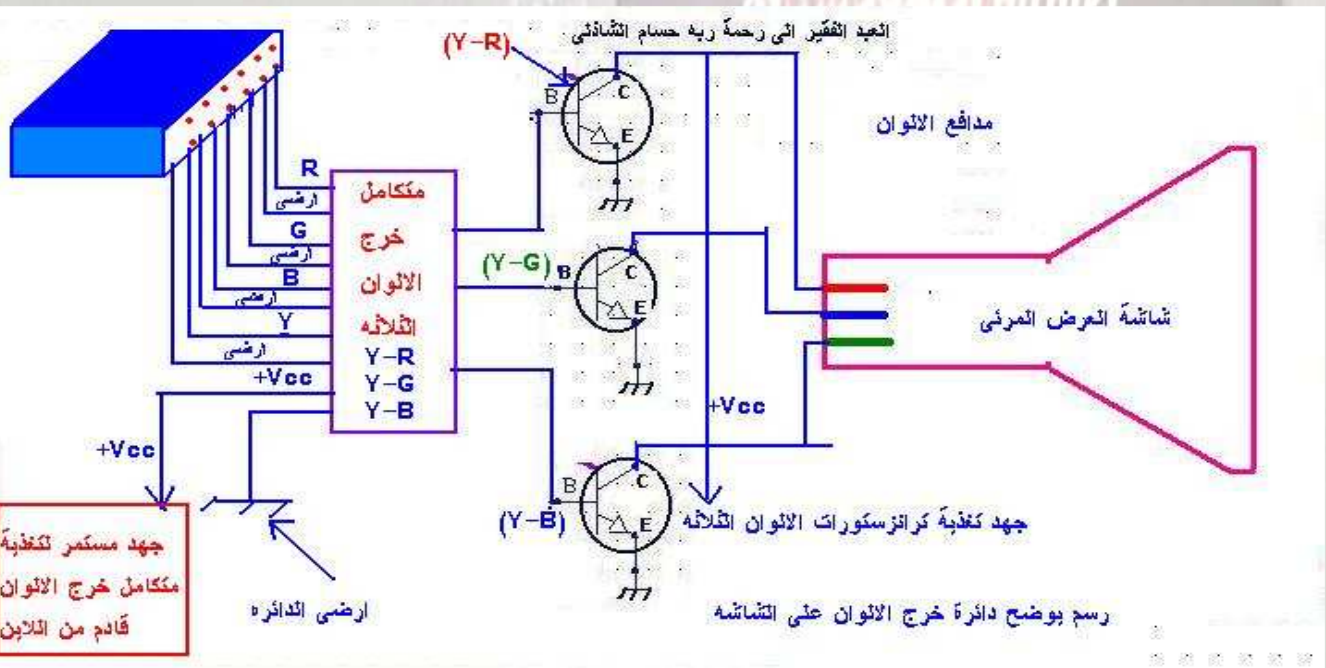 العبد الفقير الى رحمة ربه حسام الشاذلى
(Y-R)
B
C
E
مدافع الالوان
R
ارضى
G
ارضى
B
ارضى
Y
ارضى
+Vcc
متكامل
خرج
الالوان
الثلاثه
Y-R
Y-G
Y-B
(Y-G)
B
C
E
شاشة العرض المرئى
+Vcc
+Vcc
(Y-B)
B
C
E
جهد تغذية ترانزستورات الالوان الثلاثه
جهد مستمر لتغذية
متكامل خرج الالوان
قادم من اللاين
ارضى الدائره
رسم يوضح دائرة خرج الالوان على الشاشه